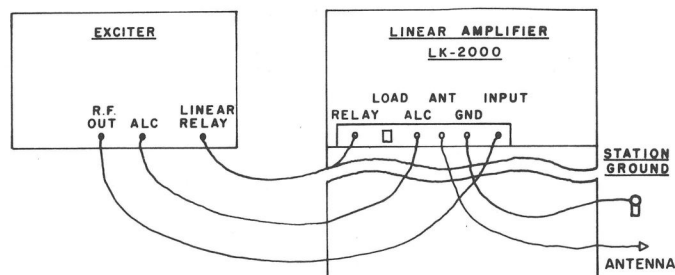 EXCITER
R.F.
OUT ALC
LINEAR
RELAY
LINEAR AMPLIFIER
LK-2000
LOAD ANT INPUT
RELAY ALC GND
STATION
GROUND
ANTENNA